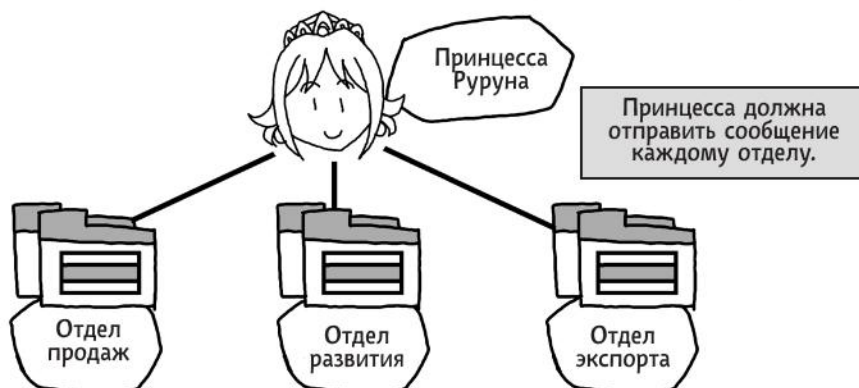 Принцесса
Руруна
Принцесса должна
отправить сообщение
каждому отделу.
Отдел
продаж
Отдел
развития
Отдел
экспорта